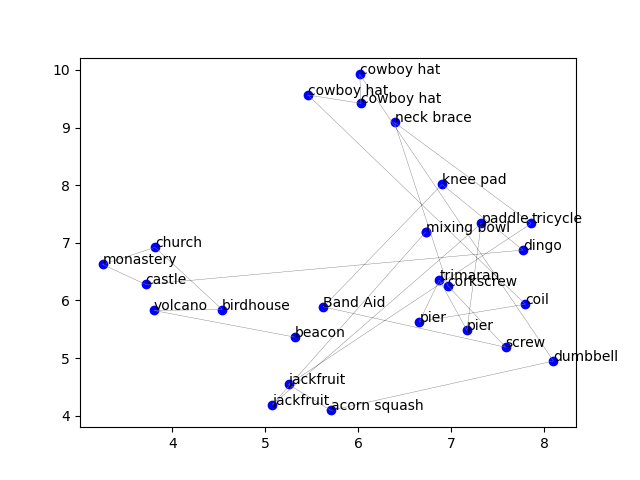 10
cowboy hat
cowboy hat
cowboy hat
9
neck brace
8
knee pad
paddle
tricycle
mixing bowl
7
church
dingo
monastery
castle
trimaran
corkscrew
6
volcano
birdhouse
Band Aid
coil
pier
pier
beacon
screw
5
dumbbell
jackfruit
jackfruit
acorn squash
4
4
5
6
7
8